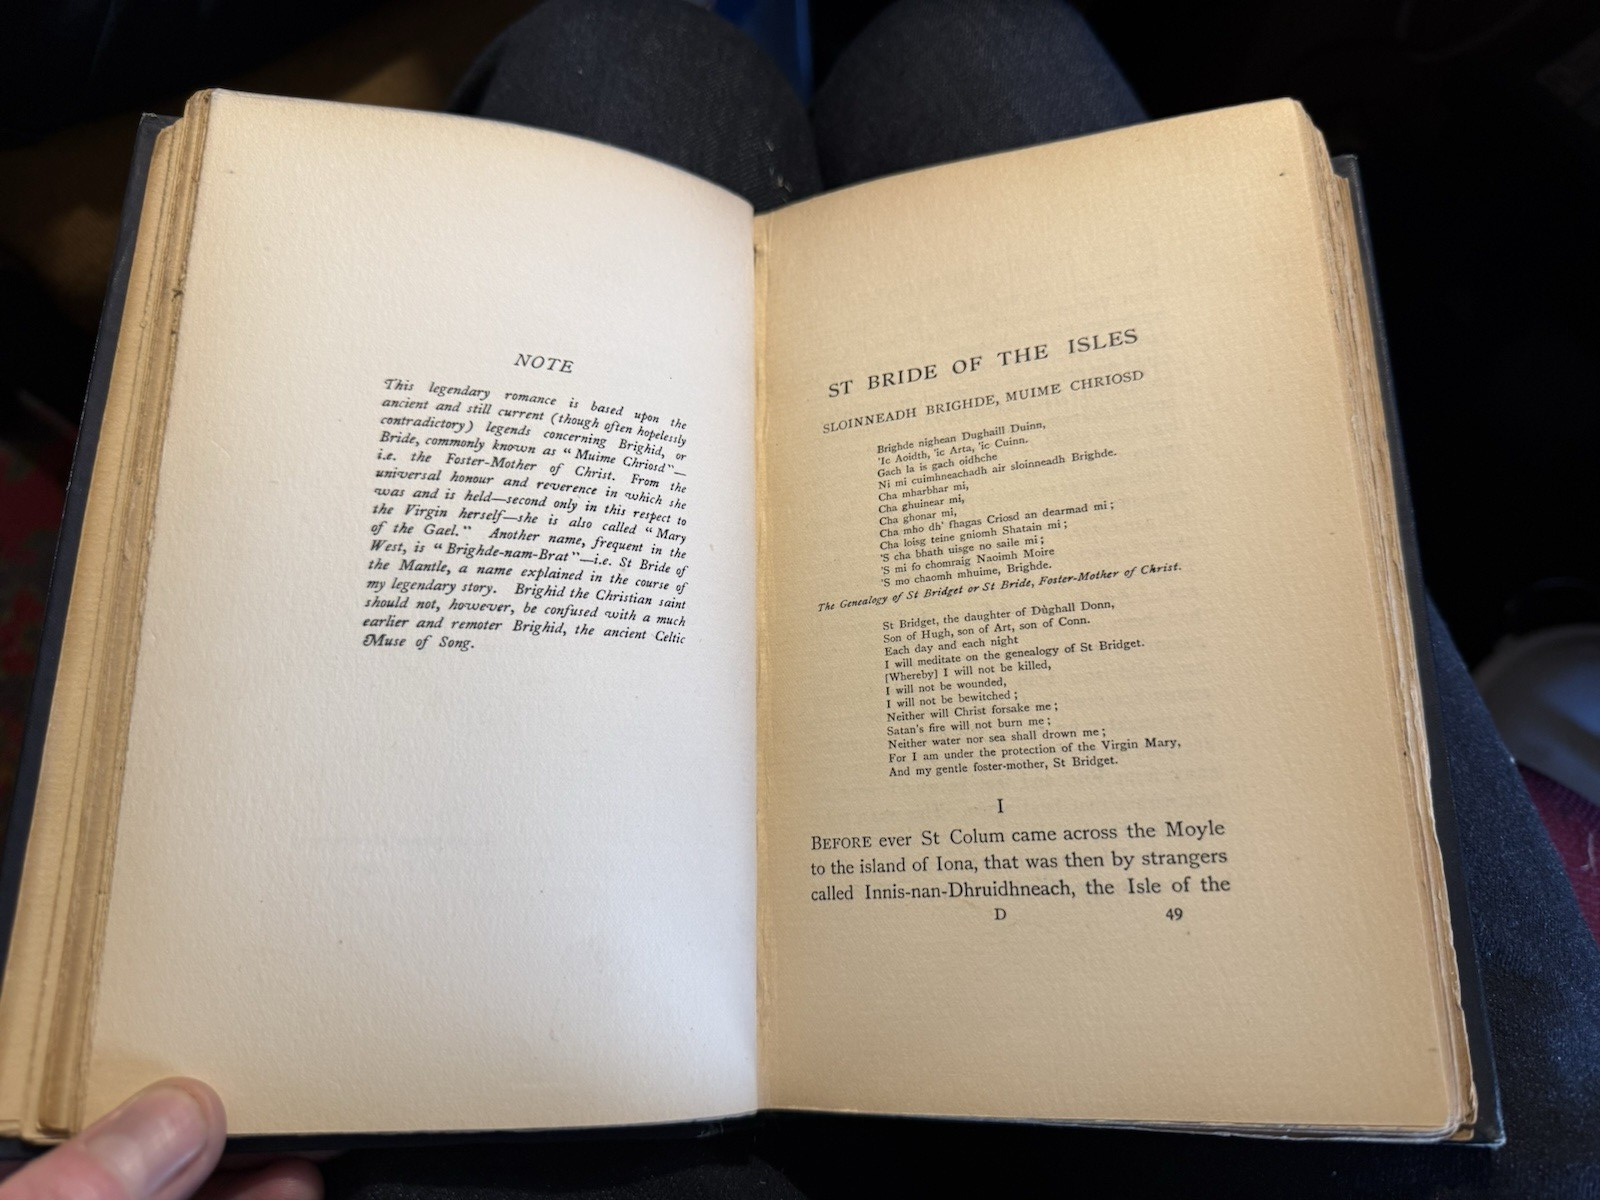 NOTE
This legendary romance is based upon the
ancient and still current (though often hopelessly
contradictory) legends concerning Brighid, or
Bride, commonly known as "Muime Chriosd"—
i.e. the Foster-Mother of Christ. From the
universal honour and reverence in which she
was and is held—second only in this respect to
the Virgin herself—she is also called "Mary
of the Gael." Another name, frequent in the
West, is "Brighde-nam-Brat"—i.e. St Bride of
the Mantle, a name explained in the course of
my legendary story. Brighid the Christian saint
should not, however, be confused with a much
earlier and remoter Brighid, the ancient Celtic
Muse of Song.
ST BRIDE OF THE ISLES
SLOINNEADH BRIGHDE, MUIME CHRIOSD
Brighde nighean Dughaill Duinn,
'Ic Aoidth, 'ic Arta, 'ic Cuinn.
Gach la is gach oidhche
Ni mi cuimhneachadh air sloinneadh Brighde.
Cha mharbhar mi,
Cha ghuinear mi,
Cha ghonar mi,
Cha mho dh' fhagas Criosd an dearmad mi;
Cha loisg teine gniomh Shatain mi;
'S cha bhath uisge no saile mi;
'S mi fo chomraig Naoimh Moire
'S mo chaomh mhuime, Brighde.
The Genealogy of St Bridget or St Bride, Foster-Mother of Christ.
St Bridget, the daughter of Dùghall Donn,
Son of Hugh, son of Art, son of Conn.
Each day and each night
I will meditate on the genealogy of St Bridget.
[Whereby] I will not be killed,
I will not be wounded,
I will not be bewitched;
Neither will Christ forsake me;
Satan's fire will not burn me;
Neither water nor sea shall drown me;
For I am under the protection of the Virgin Mary,
And my gentle foster-mother, St Bridget.
I
BEFORE ever St Colum came across the Moyle
to the island of Iona, that was then by strangers
called Innis-nan-Dhruidhneach, the Isle of the
D 49